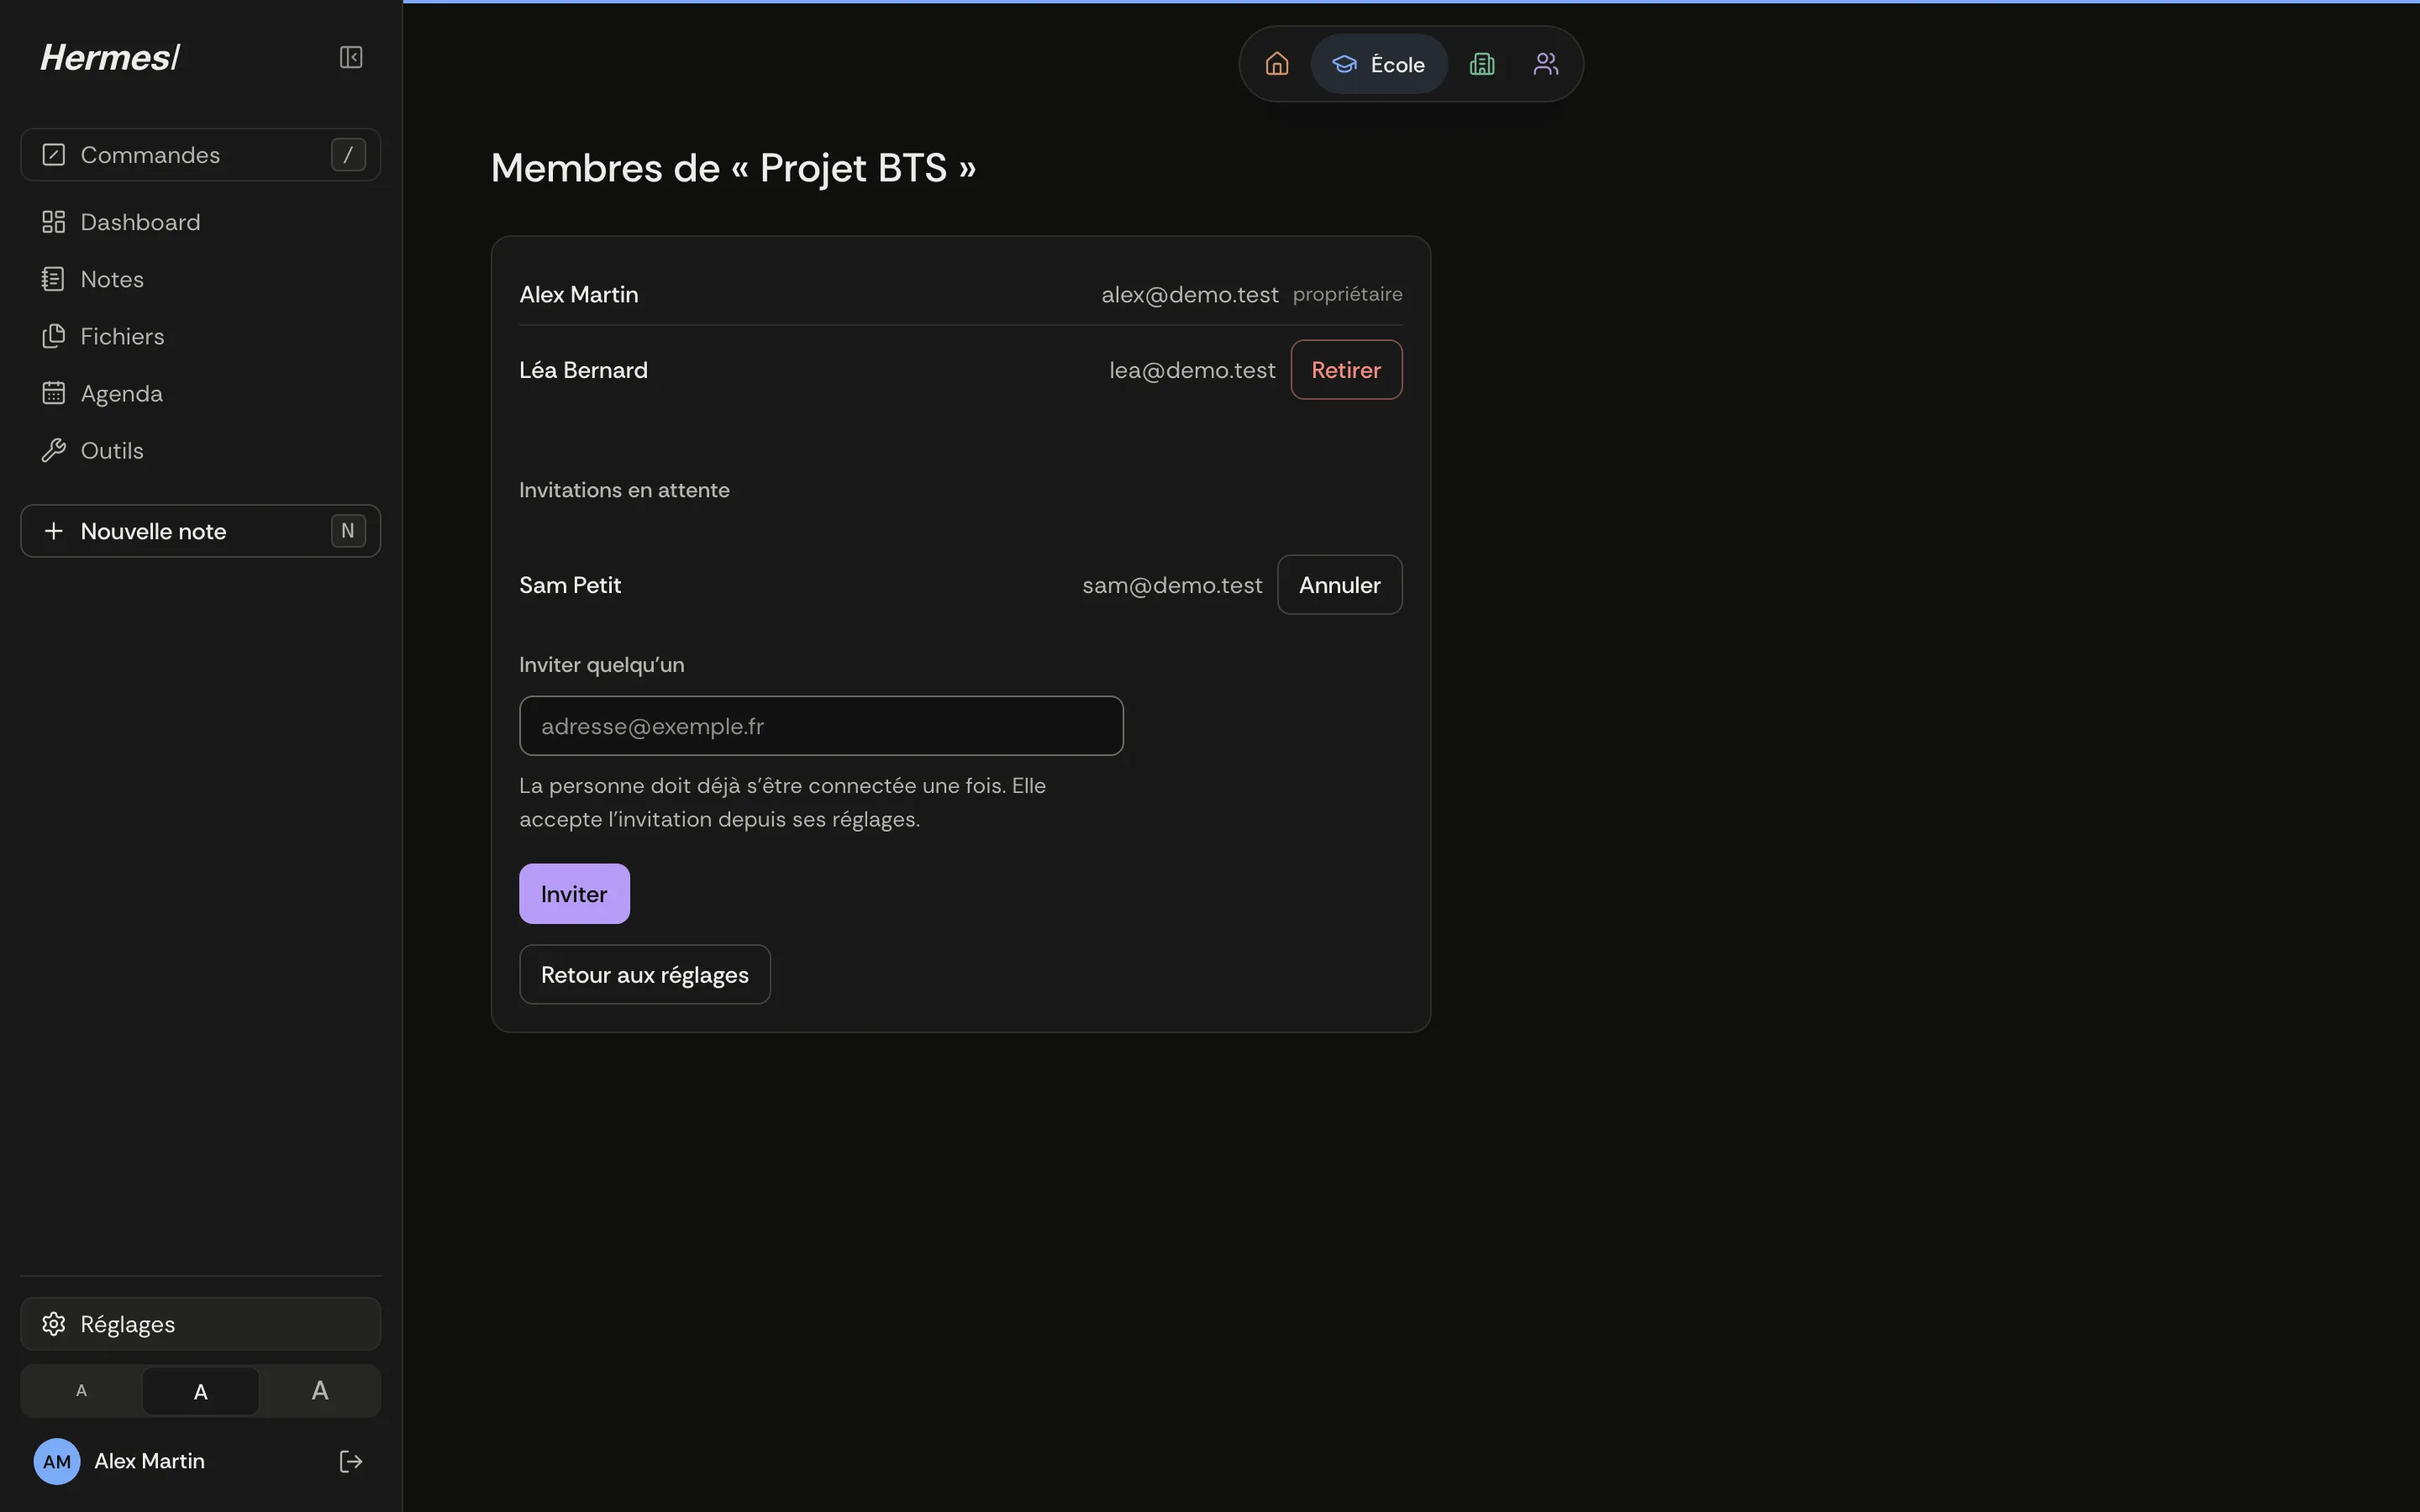 Hermes/
Commandes /
Dashboard
Notes
Fichiers
Agenda
Outils
Nouvelle note N
Réglages
A A A
AM Alex Martin
École
Membres de « Projet BTS »
Alex Martin alex@demo.test propriétaire
Léa Bernard lea@demo.test Retirer
Invitations en attente
Sam Petit sam@demo.test Annuler
Inviter quelqu’un
adresse@exemple.fr
La personne doit déjà s’être connectée une fois. Elle
accepte l’invitation depuis ses réglages.
Inviter
Retour aux réglages